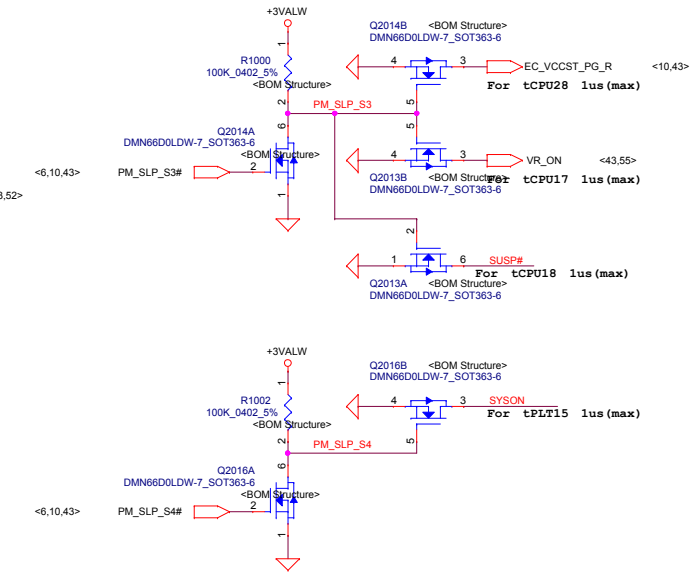 +3VALW
Q2014B <BOM Structure>
DMN66D0LDW-7_SOT363-6
1
R1000
100K_0402_5%
<BOM Structure>
2
4 3 EC_VCCST_PG_R <10,43>
For tCPU28 1us(max)
5
PM_SLP_S3
6
Q2014A
DMN66D0LDW-7_SOT363-6
<BOM Structure>
<6,10,43> PM_SLP_S3# 2
1
5
4 3 VR_ON <43,55>
Q2013B <BOM Structure>
For tCPU17 1us(max)
DMN66D0LDW-7_SOT363-6
,52>
2
1 6 SUSP#
For tCPU18 1us(max)
Q2013A <BOM Structure>
DMN66D0LDW-7_SOT363-6
+3VALW
Q2016B <BOM Structure>
DMN66D0LDW-7_SOT363-6
1
R1002
100K_0402_5%
<BOM Structure>
2
4 3 SYSON
For tPLT15 1us(max)
5
PM_SLP_S4
6
Q2016A
DMN66D0LDW-7_SOT363-6
<BOM Structure>
<6,10,43> PM_SLP_S4# 2
1